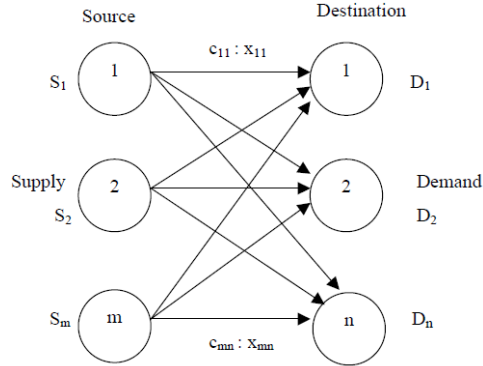 Source Destination
c11 : x11
1 1
S1 D1
Supply 2 2 Demand
S2 D2
Sm m n Dn
cmn : xmn